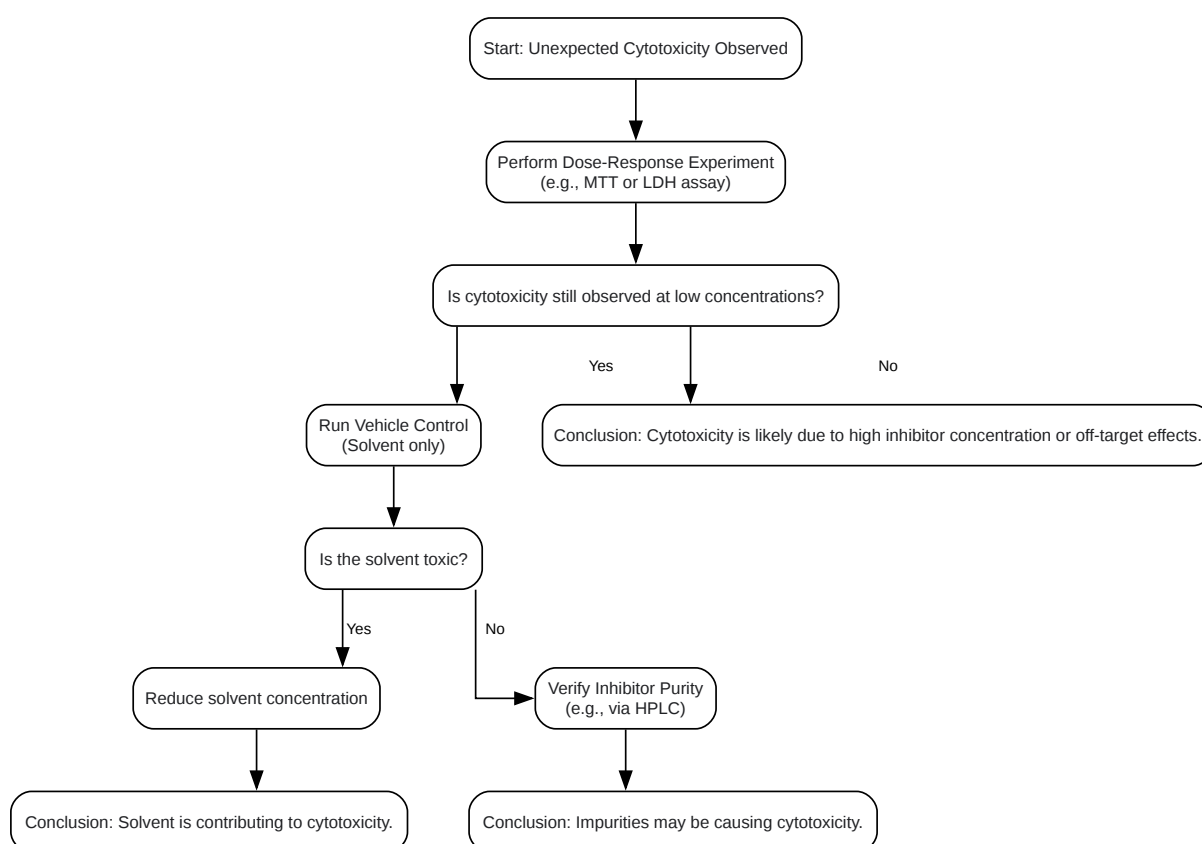 Start: Unexpected Cytotoxicity Observed
Perform Dose-Response Experiment
(e.g., MTT or LDH assay)
Is cytotoxicity still observed at low concentrations?
Yes
No
Run Vehicle Control
(Solvent only)
Conclusion: Cytotoxicity is likely due to high inhibitor concentration or off-target effects.
Is the solvent toxic?
Yes
No
Reduce solvent concentration
Verify Inhibitor Purity
(e.g., via HPLC)
Conclusion: Solvent is contributing to cytotoxicity.
Conclusion: Impurities may be causing cytotoxicity.